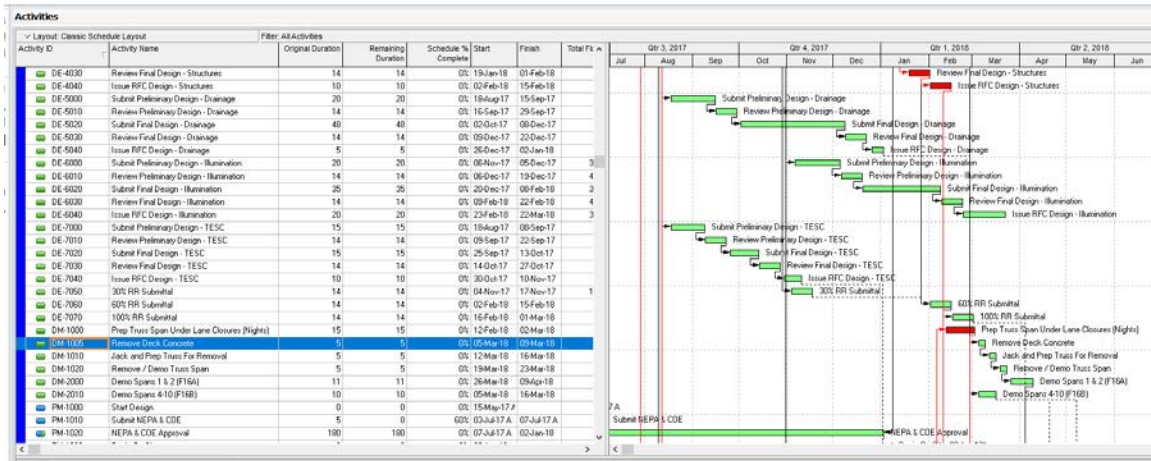 Activities
Layout: Classic Schedule Layout Filter: All Activities
Activity ID Activity Name Original Duration Remaining Duration Schedule % Complete Start Finish Total Fl
Qtr 3, 2017 Qtr 4, 2017 Qtr 1, 2018 Qtr 2, 2018
Jul Aug Sep Oct Nov Dec Jan Feb Mar Apr May Jun
DE-4030 Review Final Design - Structures 14 14 0% 19-Jan-18 01-Feb-18 Review Final Design - Structures
DE-4040 Issue RFC Design - Structures 10 10 0% 02-Feb-18 15-Feb-18 Issue RFC Design - Structures
DE-5000 Submit Preliminary Design - Drainage 20 20 0% 18-Aug-17 15-Sep-17 Submit Preliminary Design - Drainage
DE-5010 Review Preliminary Design - Drainage 14 14 0% 16-Sep-17 29-Sep-17 Review Preliminary Design - Drainage
DE-5020 Submit Final Design - Drainage 48 48 0% 02-Oct-17 08-Dec-17 Submit Final Design - Drainage
DE-5030 Review Final Design - Drainage 14 14 0% 09-Dec-17 22-Dec-17 Review Final Design - Drainage
DE-5040 Issue RFC Design - Drainage 5 5 0% 26-Dec-17 02-Jan-18 Issue RFC Design - Drainage
DE-6000 Submit Preliminary Design - Illumination 20 20 0% 06-Nov-17 05-Dec-17 3 Submit Preliminary Design - Illumination
DE-6010 Review Preliminary Design - Illumination 14 14 0% 06-Dec-17 19-Dec-17 4 Review Preliminary Design - Illumination
DE-6020 Submit Final Design - Illumination 35 35 0% 20-Dec-17 08-Feb-18 3 Submit Final Design - Illumination
DE-6030 Review Final Design - Illumination 14 14 0% 09-Feb-18 22-Feb-18 4 Review Final Design - Illumination
DE-6040 Issue RFC Design - Illumination 20 20 0% 23-Feb-18 22-Mar-18 3 Issue RFC Design - Illumination
DE-7000 Submit Preliminary Design - TESC 15 15 0% 18-Aug-17 08-Sep-17 Submit Preliminary Design - TESC
DE-7010 Review Preliminary Design - TESC 14 14 0% 09-Sep-17 22-Sep-17 Review Preliminary Design - TESC
DE-7020 Submit Final Design - TESC 15 15 0% 25-Sep-17 13-Oct-17 Submit Final Design - TESC
DE-7030 Review Final Design - TESC 14 14 0% 14-Oct-17 27-Oct-17 Review Final Design - TESC
DE-7040 Issue RFC Design - TESC 10 10 0% 30-Oct-17 10-Nov-17 Issue RFC Design - TESC
DE-7050 30% RR Submittal 14 14 0% 04-Nov-17 17-Nov-17 1 30% RR Submittal
DE-7060 60% RR Submittal 14 14 0% 02-Feb-18 15-Feb-18 60% RR Submittal
DE-7070 100% RR Submittal 14 14 0% 16-Feb-18 01-Mar-18 100% RR Submittal
DM-1000 Prep Truss Span Under Lane Closures (Nights) 15 15 0% 12-Feb-18 02-Mar-18 Prep Truss Span Under Lane Closures (Nights)
DM-1005 Remove Deck Concrete 5 5 0% 05-Mar-18 09-Mar-18 Remove Deck Concrete
DM-1010 Jack and Prep Truss For Removal 5 5 0% 12-Mar-18 16-Mar-18 Jack and Prep Truss For Removal
DM-1020 Remove / Demo Truss Span 5 5 0% 19-Mar-18 23-Mar-18 Remove / Demo Truss Span
DM-2000 Demo Spans 1 & 2 (F16A) 11 11 0% 26-Mar-18 09-Apr-18 Demo Spans 1 & 2 (F16A)
DM-2010 Demo Spans 4-10 (F16B) 10 10 0% 05-Mar-18 16-Mar-18 Demo Spans 4-10 (F16B)
PM-1000 Start Design 0 0 0% 15-May-17 A 7 A
PM-1010 Submit NEPA & COE 5 0 60% 03-Jul-17 A 07-Jul-17 A Submit NEPA & COE
PM-1020 NEPA & COE Approval 180 180 0% 07-Jul-17 A 02-Jan-18 NEPA & COE Approval